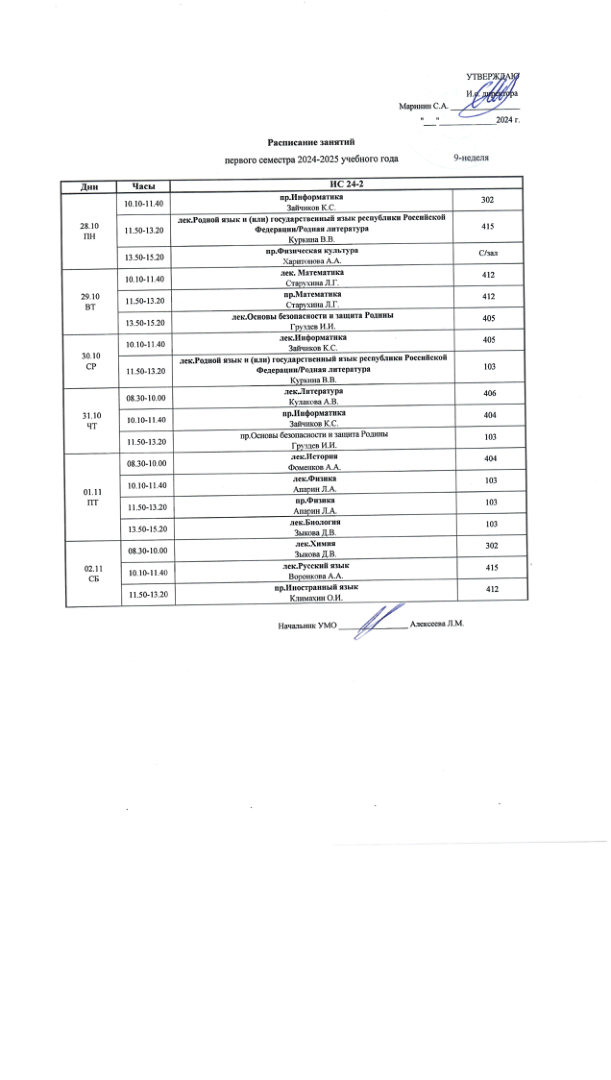 УТВЕРЖДАЮ
И.о. директора
Маринин С.А. ________________
"___"______________2024 г.
Расписание занятий
первого семестра 2024-2025 учебного года 9-неделя
Дни Часы ИС 24-2
28.10
ПН
10.10-11.40 пр.Информатика 302
Зайчиков К.С.
11.50-13.20 лек.Родной язык и (или) государственный язык республики Российской 415
Федерации/Родная литература
Куркина В.В.
13.50-15.20 пр.Физическая культура С/зал
Харитонова А.А.
29.10
ВТ
10.10-11.40 лек. Математика 412
Старухина Л.Г.
11.50-13.20 пр.Математика 412
Старухина Л.Г.
13.50-15.20 лек.Основы безопасности и защита Родины 405
Груздев И.И.
30.10
СР
10.10-11.40 лек.Информатика 405
Зайчиков К.С.
11.50-13.20 лек.Родной язык и (или) государственный язык республики Российской 103
Федерации/Родная литература
Куркина В.В.
31.10
ЧТ
08.30-10.00 лек.Литература 406
Кулакова А.В.
10.10-11.40 пр.Информатика 404
Зайчиков К.С.
11.50-13.20 пр.Основы безопасности и защита Родины 103
Груздев И.И.
01.11
ПТ
08.30-10.00 лек.История 404
Фоменков А.А.
10.10-11.40 лек.Физика 103
Апарин Л.А.
11.50-13.20 пр.Физика 103
Апарин Л.А.
13.50-15.20 лек.Биология 103
Зыкова Д.В.
02.11
СБ
08.30-10.00 лек.Химия 302
Зыкова Д.В.
10.10-11.40 лек.Русский язык 415
Воронкова А.А.
11.50-13.20 пр.Иностранный язык 412
Климахин О.И.
Начальник УМО ________________ Алексеева Л.М.